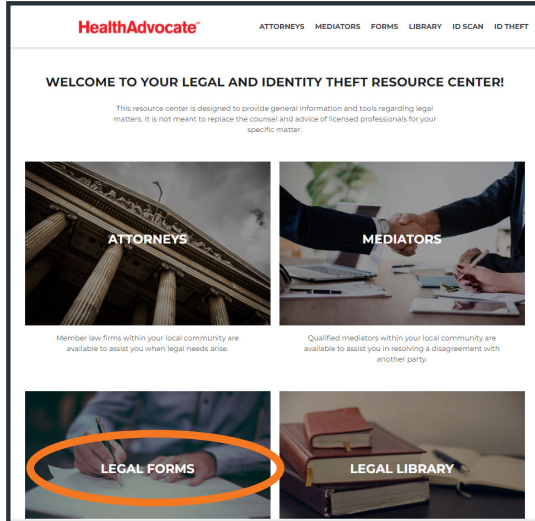 HealthAdvocate™
ATTORNEYS MEDIATORS FORMS LIBRARY ID SCAN ID THEFT
WELCOME TO YOUR LEGAL AND IDENTITY THEFT RESOURCE CENTER!
This resource center is designed to provide general information and tools regarding legal
matters. It is not meant to replace the counsel and advice of licensed professionals for your
specific matter.
ATTORNEYS
MEDIATORS
Member law firms within your local community are
available to assist you when legal needs arise.
Qualified mediators within your local community are
available to assist you in resolving a disagreement with
another party.
LEGAL FORMS
LEGAL LIBRARY